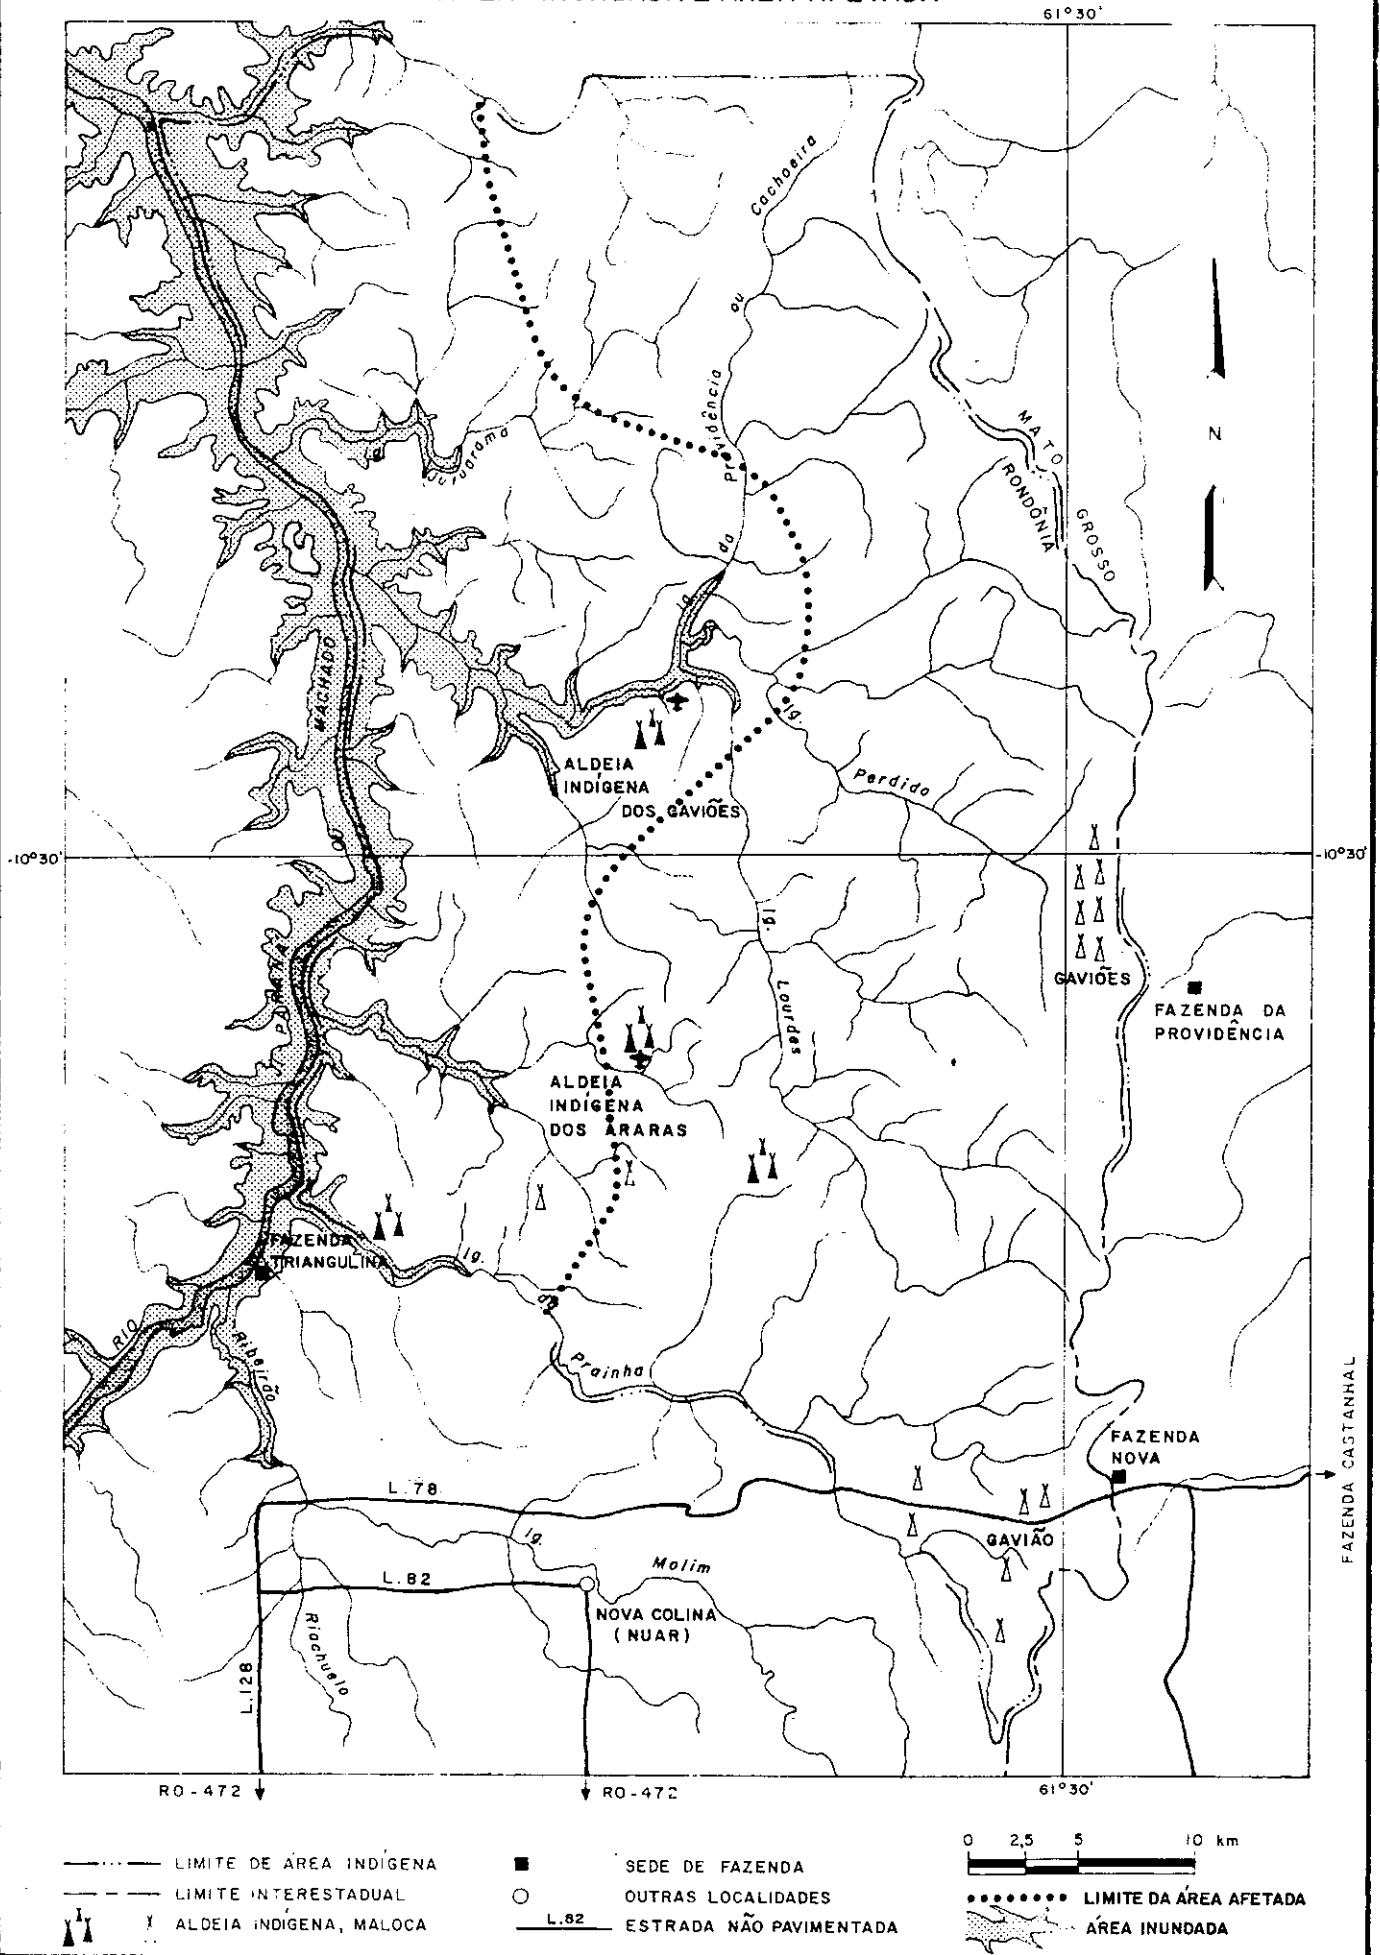 61°30'
Cachoeira
ou
Providência
da
Ig.
MATO
GROSSO
RONDÔNIA
N
Ig.
MACHADO
DO
PARANÁ
RIO
ALDEIA
INDÍGENA
DOS GAVIÕES
Ig.
Perdido
-10°30'
-10°30'
Ig.
Lourdes
GAVIÕES
FAZENDA DA
PROVIDÊNCIA
ALDEIA
INDÍGENA
DOS ARARAS
FAZENDA
TRIANGULINA
Ig.
da
Prainha
Ribeirão
FAZENDA
NOVA
FAZENDA CASTANHAL
L.78
GAVIÃO
Ig.
Molim
L.82
NOVA COLINA
(NUAR)
Riachuelo
L.128
RO-472
RO-472
61°30'
LIMITE DE ÁREA INDÍGENA
LIMITE INTERESTADUAL
ALDEIA INDÍGENA, MALOCA
SEDE DE FAZENDA
OUTRAS LOCALIDADES
L.82 ESTRADA NÃO PAVIMENTADA
0 2,5 5 10 km
LIMITE DA ÁREA AFETADA
ÁREA INUNDADA